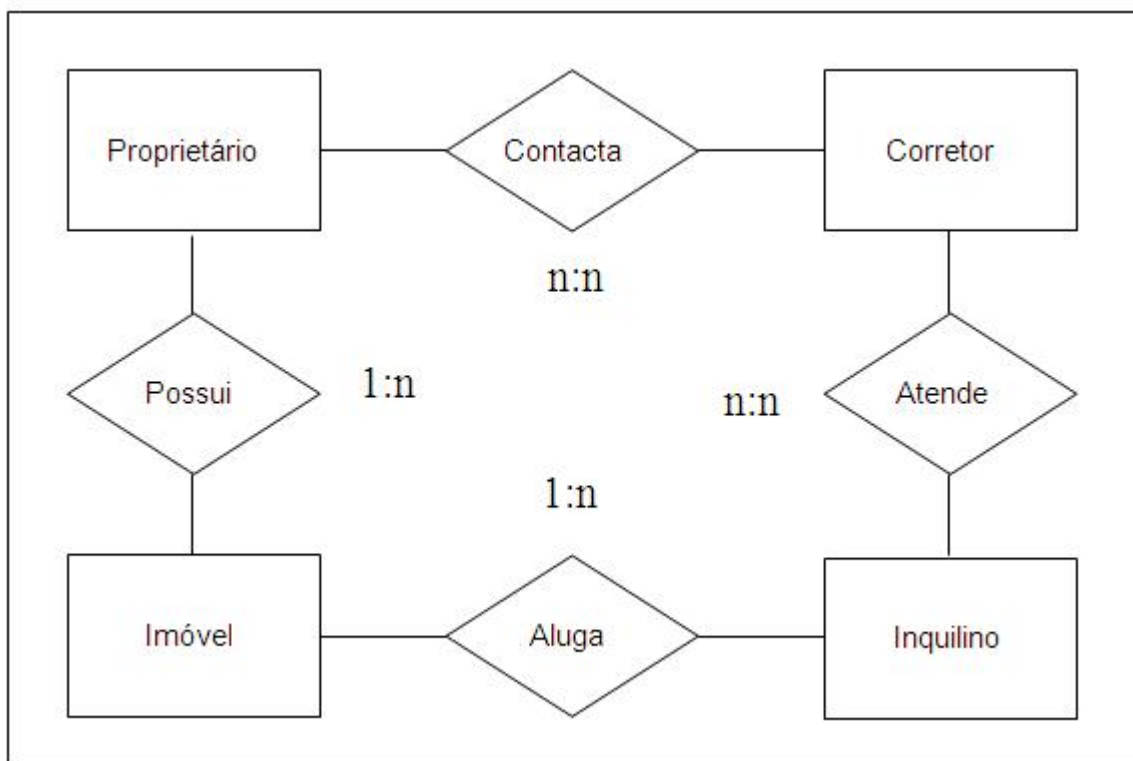 Proprietário
Contacta
Corretor
n:n
Possui
1:n
n:n
Atende
1:n
Imóvel
Aluga
Inquilino